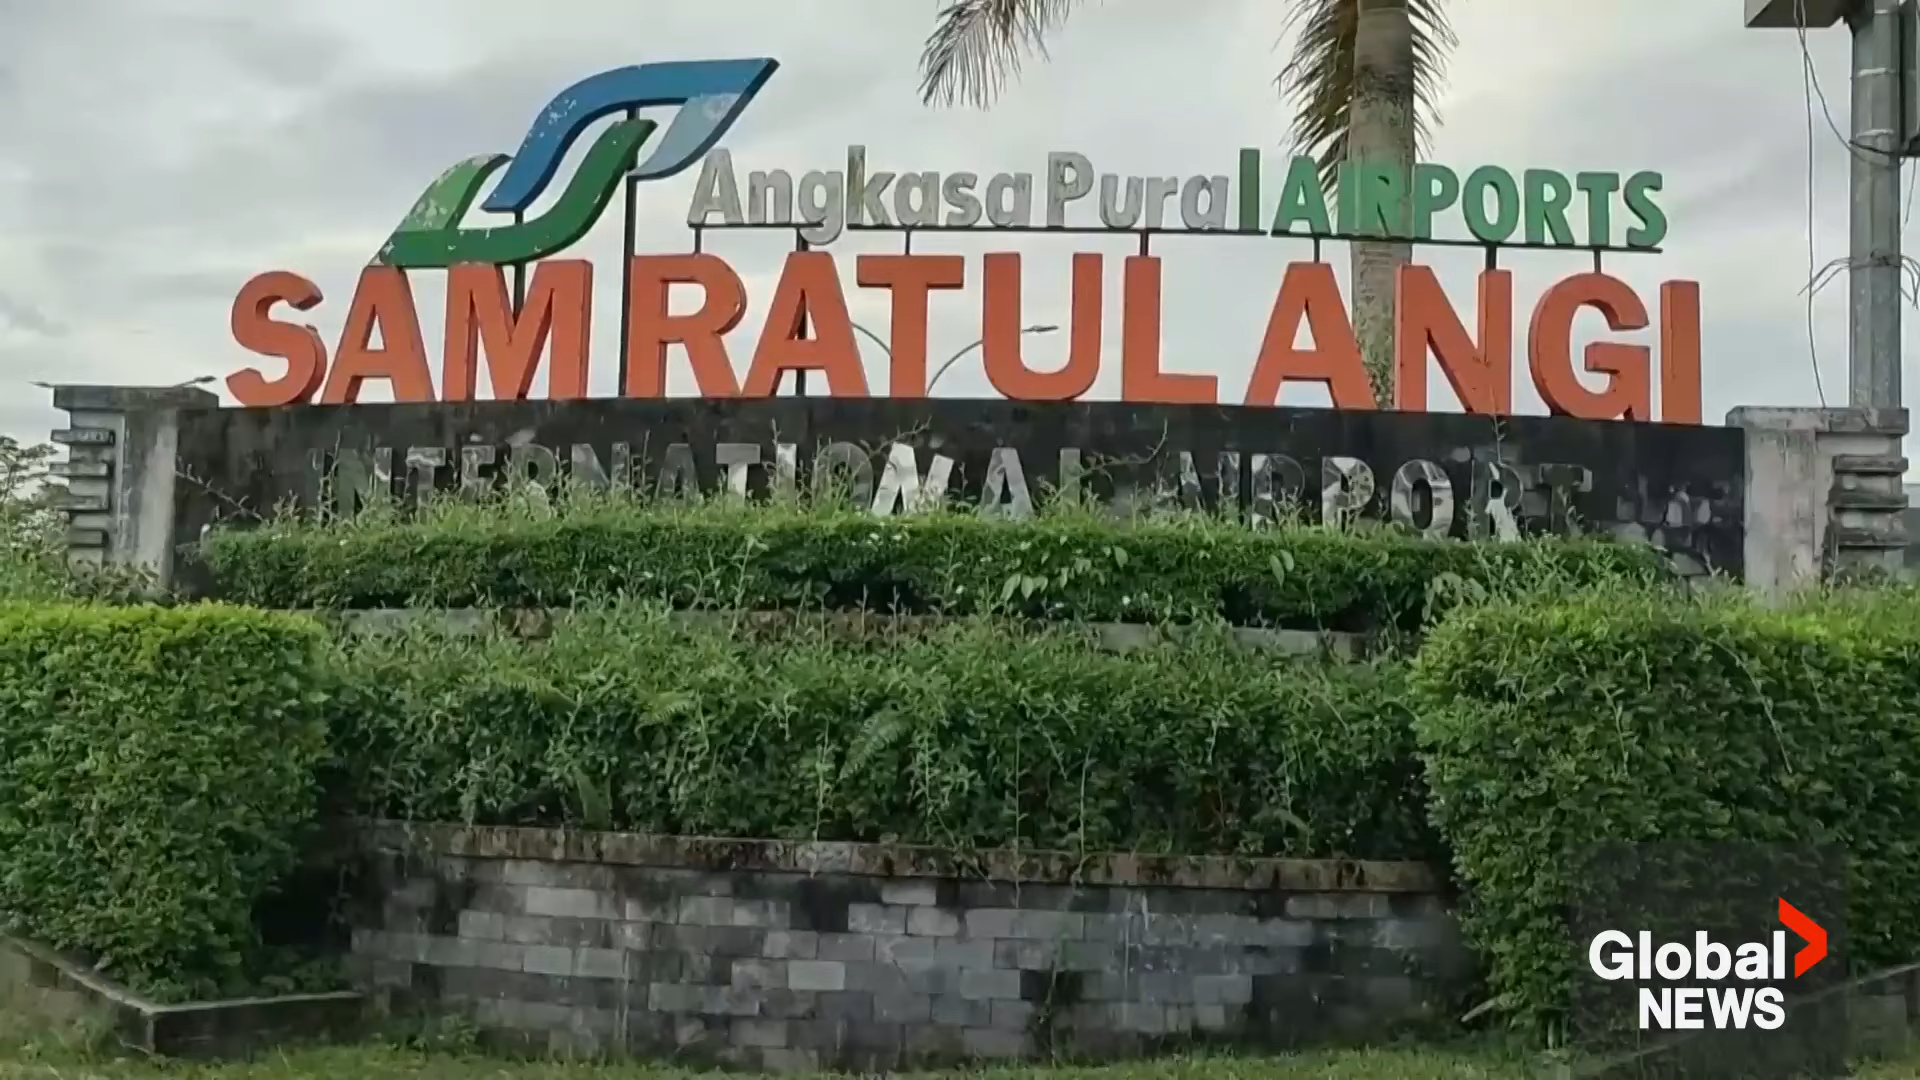 Angkasa Pura | AIRPORTS
SAM RATULANGI
INTERNATIONAL AIRPORT
Global
NEWS